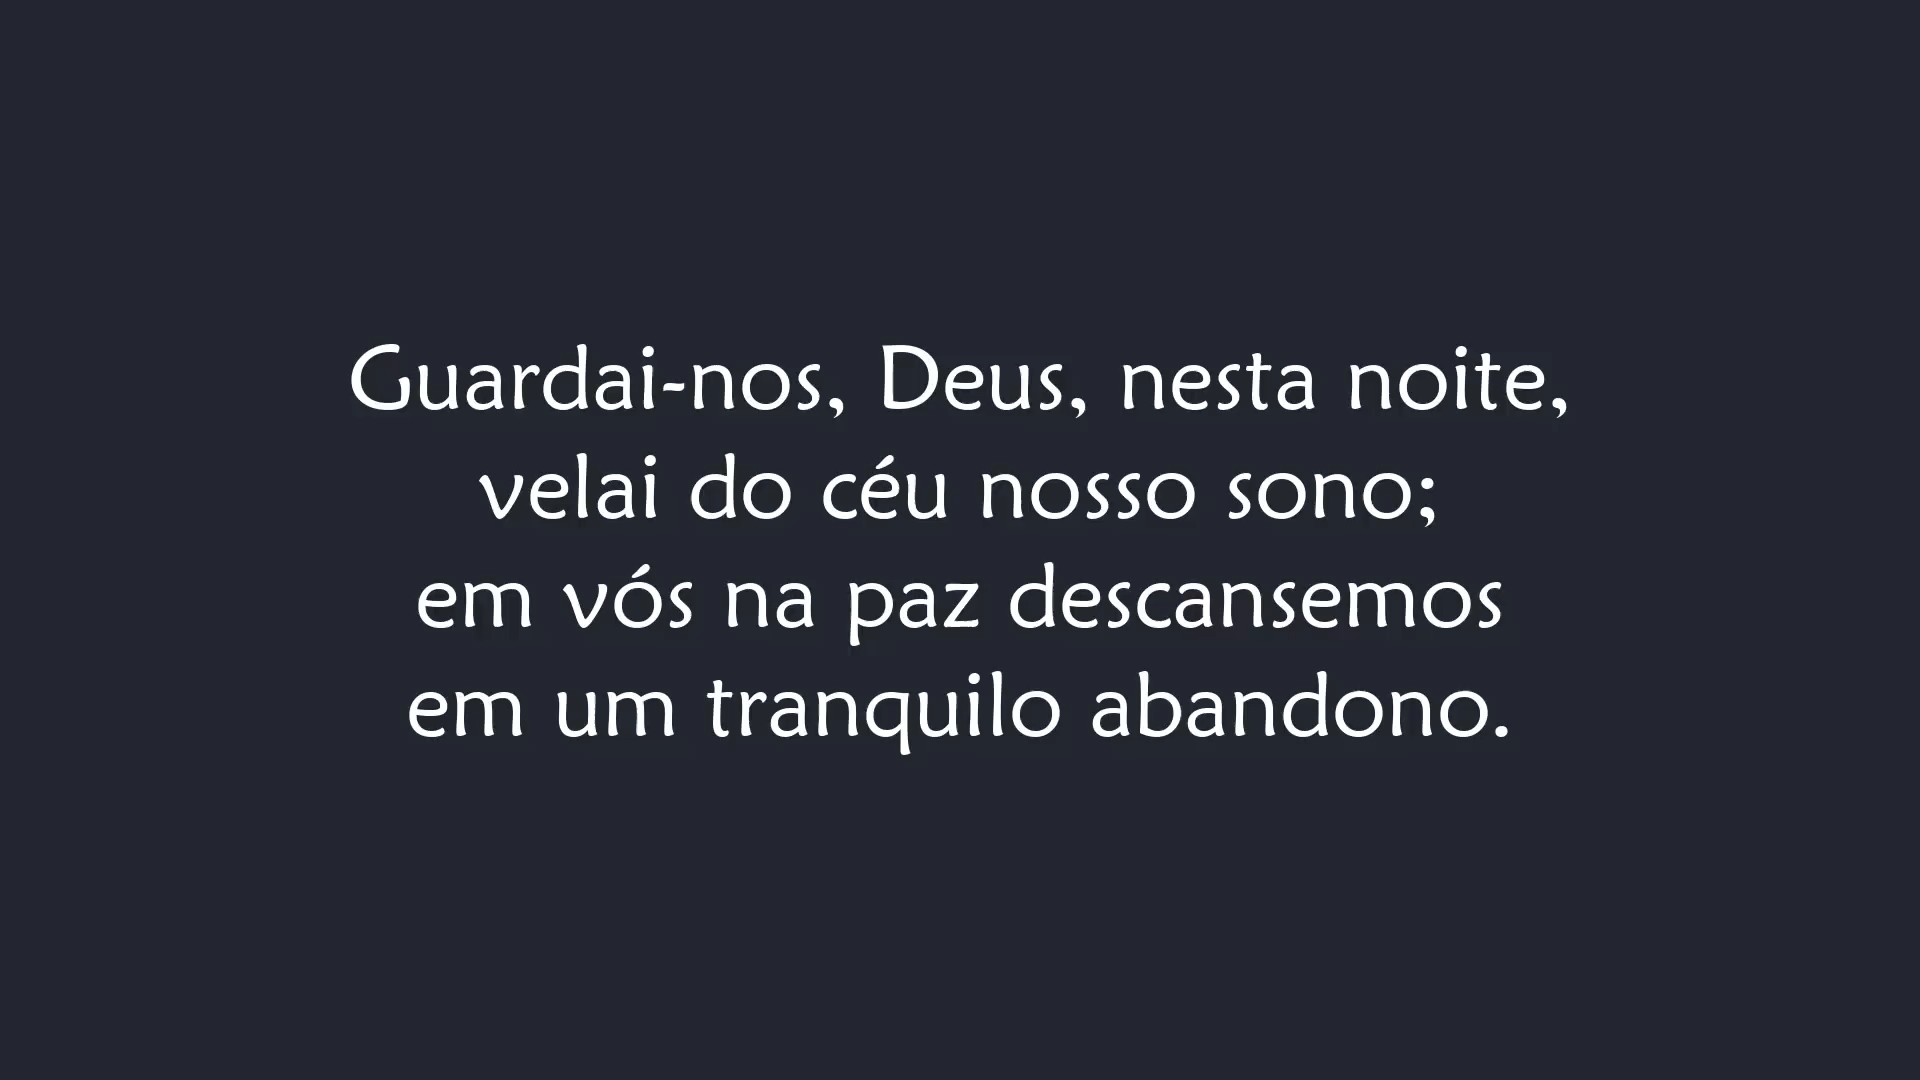 Guardai-nos, Deus, nesta noite,
velai do céu nosso sono;
em vós na paz descansemos
em um tranquilo abandono.